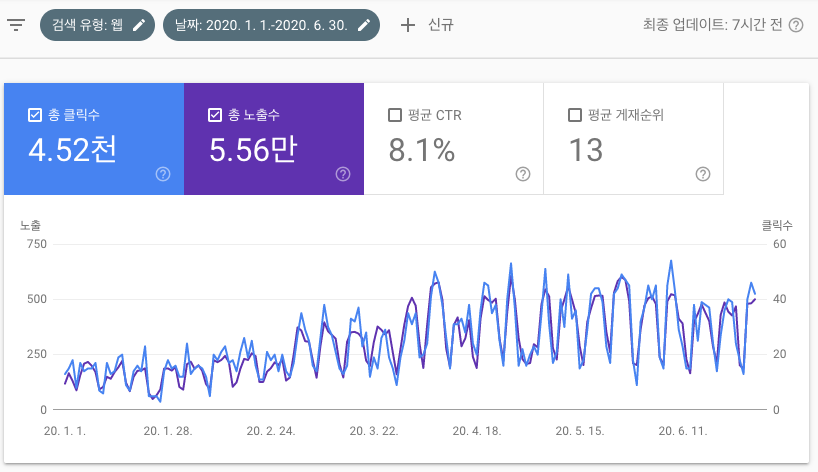 검색 유형: 웹 날짜: 2020. 1. 1.-2020. 6. 30. 신규 최종 업데이트: 7시간 전
총 클릭수 총 노출수 평균 CTR 평균 게재순위
4.52천 5.56만 8.1% 13
노출 클릭수
750 60
500 40
250 20
0 0
20. 1. 1. 20. 1. 28. 20. 2. 24. 20. 3. 22. 20. 4. 18. 20. 5. 15. 20. 6. 11.